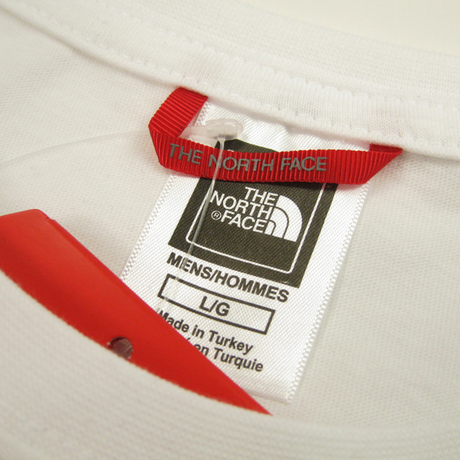 THE NORTH FACE
THE
NORTH
FACE®
MENS/HOMMES
L/G
Made in Turkey
en Turquie